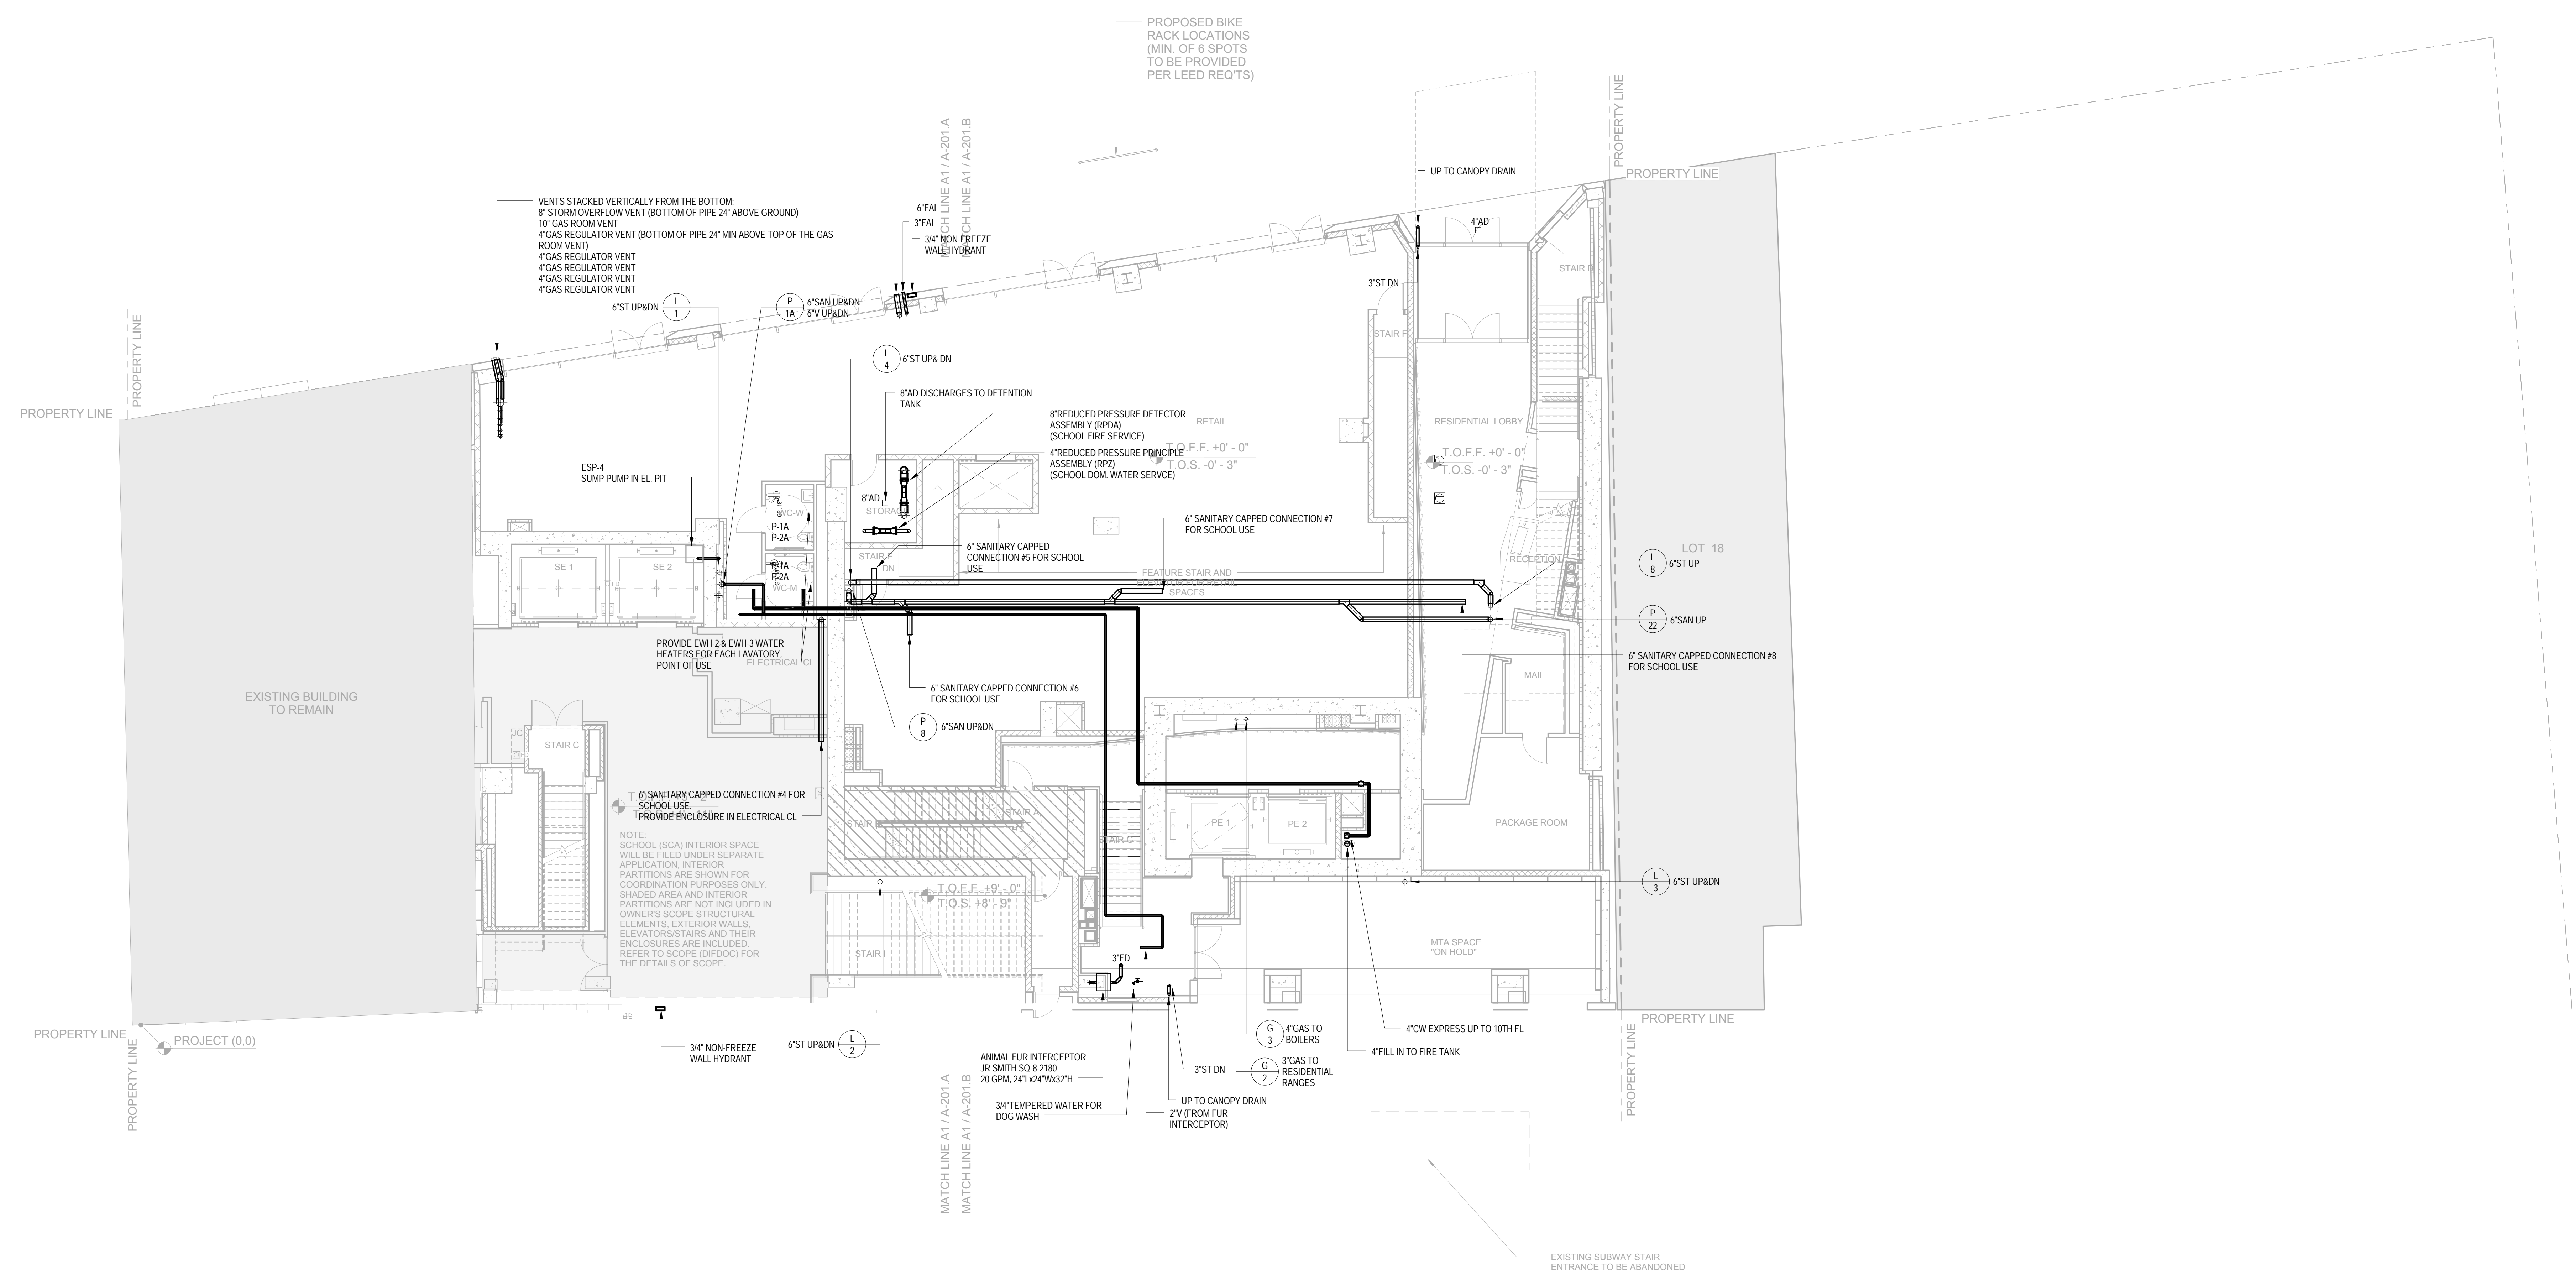 PROPOSED BIKE
RACK LOCATIONS
(MIN. OF 6 SPOTS
TO BE PROVIDED
PER LEED REQ'TS)
PROPERTY LINE
PROPERTY LINE
MATCH LINE A1 / A-201.A
MATCH LINE A1 / A-201.B
UP TO CANOPY DRAIN
4"AD
3"ST DN
STAIR D
STAIR F
VENTS STACKED VERTICALLY FROM THE BOTTOM:
8" STORM OVERFLOW VENT (BOTTOM OF PIPE 24" ABOVE GROUND)
10" GAS ROOM VENT
4"GAS REGULATOR VENT (BOTTOM OF PIPE 24" MIN ABOVE TOP OF THE GAS
ROOM VENT)
4"GAS REGULATOR VENT
4"GAS REGULATOR VENT
4"GAS REGULATOR VENT
4"GAS REGULATOR VENT
6"FAI
3"FAI
3/4" NON-FREEZE
WALL HYDRANT
6"ST UP&DN
L
1
P
1A
6"SAN UP&DN
6"V UP&DN
L
4
6"ST UP& DN
PROPERTY LINE
PROPERTY LINE
8"AD DISCHARGES TO DETENTION
TANK
8"REDUCED PRESSURE DETECTOR
ASSEMBLY (RPDA)
(SCHOOL FIRE SERVICE)
4"REDUCED PRESSURE PRINCIPLE
ASSEMBLY (RPZ)
(SCHOOL DOM. WATER SERVCE)
RETAIL
T.O.F.F. +0' - 0"
T.O.S. -0' - 3"
RESIDENTIAL LOBBY
T.O.F.F. +0' - 0"
T.O.S. -0' - 3"
ESP-4
SUMP PUMP IN EL. PIT
8"AD
WC-W
P-1A
P-2A
P-1A
P-2A
WC-M
STAIR E
DN
SE 1
SE 2
FD
6" SANITARY CAPPED
CONNECTION #5 FOR SCHOOL
USE
6" SANITARY CAPPED CONNECTION #7
FOR SCHOOL USE
FEATURE STAIR AND
SPACES
RECEPTION
LOT 18
L
8
6"ST UP
P
22
6"SAN UP
6" SANITARY CAPPED CONNECTION #8
FOR SCHOOL USE
MAIL
PROVIDE EWH-2 & EWH-3 WATER
HEATERS FOR EACH LAVATORY,
POINT OF USE
ELECTRICAL CL
6" SANITARY CAPPED CONNECTION #6
FOR SCHOOL USE
P
8
6"SAN UP&DN
EXISTING BUILDING
TO REMAIN
JC
STAIR C
6" SANITARY CAPPED CONNECTION #4 FOR
SCHOOL USE.
PROVIDE ENCLOSURE IN ELECTRICAL CL
NOTE:
SCHOOL (SCA) INTERIOR SPACE
WILL BE FILED UNDER SEPARATE
APPLICATION, INTERIOR
PARTITIONS ARE SHOWN FOR
COORDINATION PURPOSES ONLY.
SHADED AREA AND INTERIOR
PARTITIONS ARE NOT INCLUDED IN
OWNER'S SCOPE STRUCTURAL
ELEMENTS, EXTERIOR WALLS,
ELEVATORS/STAIRS AND THEIR
ENCLOSURES ARE INCLUDED.
REFER TO SCOPE (DIFDOC) FOR
THE DETAILS OF SCOPE.
STAIR A
STAIR G
PE 1
PE 2
PACKAGE ROOM
T.O.F.F. +9' - 0"
T.O.S. +8' - 9"
STAIR I
L
3
6"ST UP&DN
MTA SPACE
"ON HOLD"
3"FD
PROPERTY LINE
PROJECT (0,0)
PROPERTY LINE
3/4" NON-FREEZE
WALL HYDRANT
6"ST UP&DN
L
2
ANIMAL FUR INTERCEPTOR
JR SMITH SQ-8-2180
20 GPM, 24"Lx24"Wx32"H
3/4"TEMPERED WATER FOR
DOG WASH
3"ST DN
UP TO CANOPY DRAIN
2"V (FROM FUR
INTERCEPTOR)
G
3
4"GAS TO
BOILERS
G
2
3"GAS TO
RESIDENTIAL
RANGES
4"CW EXPRESS UP TO 10TH FL
4"FILL IN TO FIRE TANK
PROPERTY LINE
PROPERTY LINE
MATCH LINE A1 / A-201.A
MATCH LINE A1 / A-201.B
EXISTING SUBWAY STAIR
ENTRANCE TO BE ABANDONED